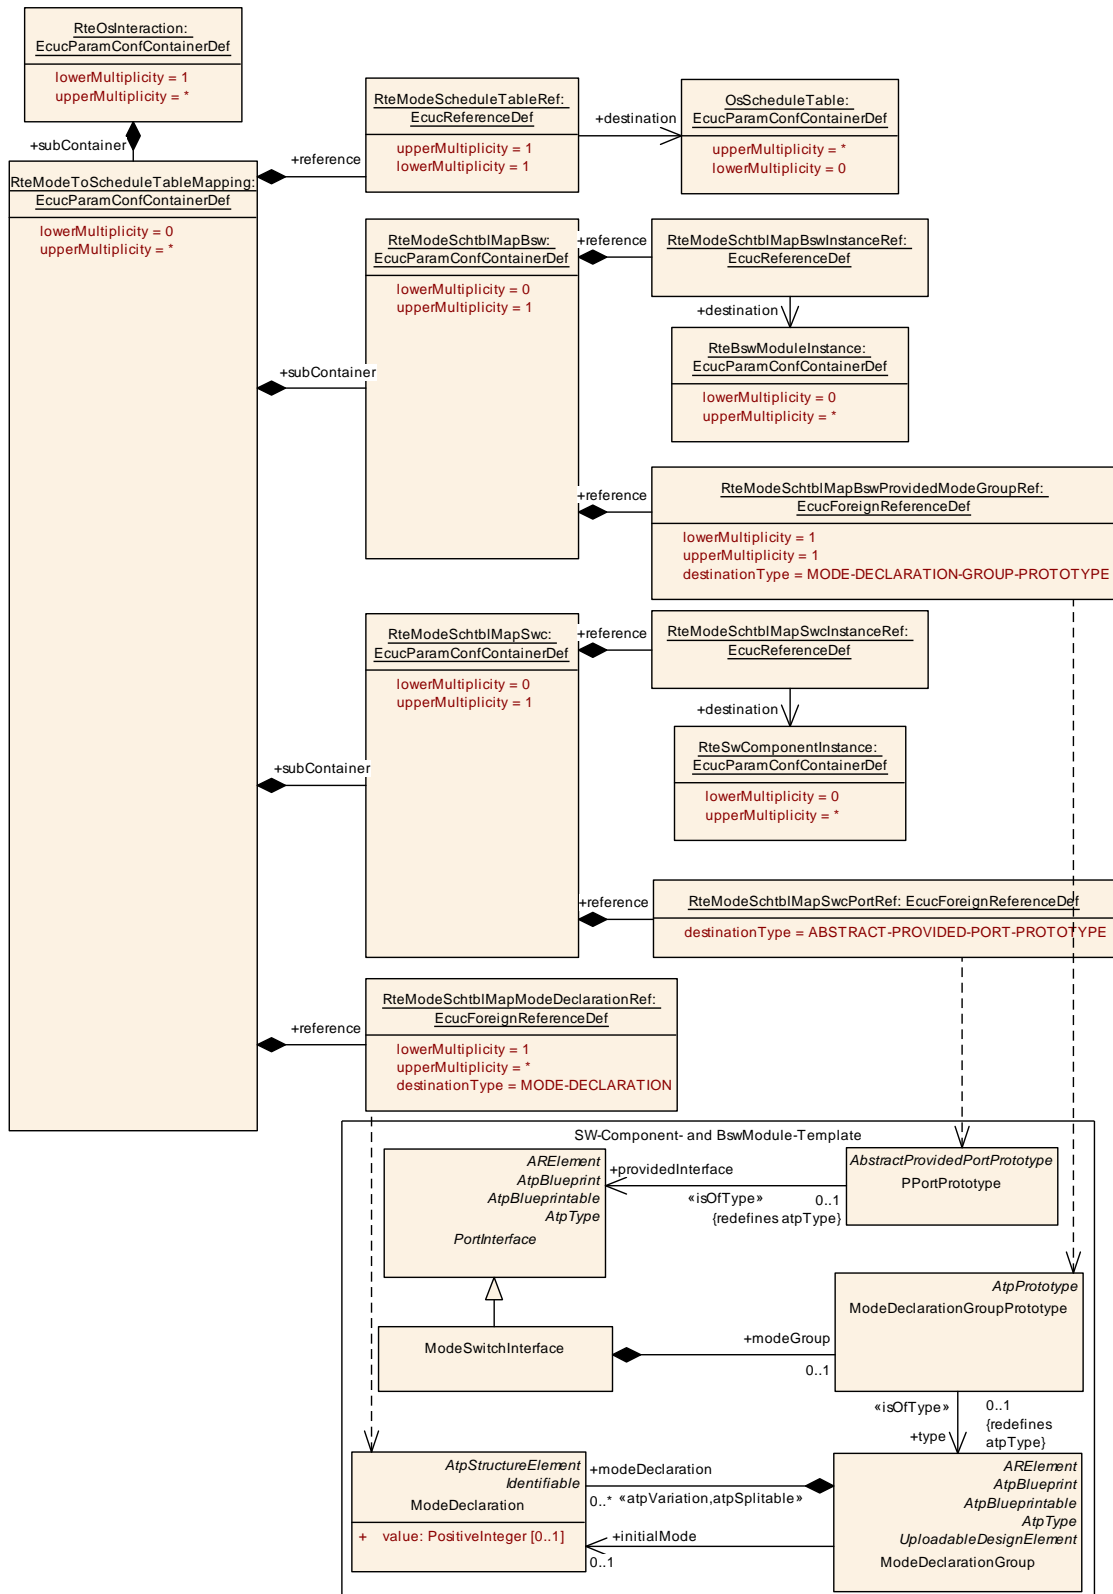 RteOsInteraction:
EcucParamConfContainerDef
lowerMultiplicity = 1
upperMultiplicity = *
+subContainer
RteModeToScheduleTableMapping:
EcucParamConfContainerDef
lowerMultiplicity = 0
upperMultiplicity = *
+reference
RteModeScheduleTableRef:
EcucReferenceDef
upperMultiplicity = 1
lowerMultiplicity = 1
+destination
OsScheduleTable:
EcucParamConfContainerDef
upperMultiplicity = *
lowerMultiplicity = 0
+subContainer
RteModeSchtblMapBsw:
EcucParamConfContainerDef
lowerMultiplicity = 0
upperMultiplicity = 1
+reference
RteModeSchtblMapBswInstanceRef:
EcucReferenceDef
+destination
RteBswModuleInstance:
EcucParamConfContainerDef
lowerMultiplicity = 0
upperMultiplicity = *
+reference
RteModeSchtblMapBswProvidedModeGroupRef:
EcucForeignReferenceDef
lowerMultiplicity = 1
upperMultiplicity = 1
destinationType = MODE-DECLARATION-GROUP-PROTOTYPE
+subContainer
RteModeSchtblMapSwc:
EcucParamConfContainerDef
lowerMultiplicity = 0
upperMultiplicity = 1
+reference
RteModeSchtblMapSwcInstanceRef:
EcucReferenceDef
+destination
RteSwComponentInstance:
EcucParamConfContainerDef
lowerMultiplicity = 0
upperMultiplicity = *
+reference
RteModeSchtblMapSwcPortRef: EcucForeignReferenceDef
destinationType = ABSTRACT-PROVIDED-PORT-PROTOTYPE
+reference
RteModeSchtblMapModeDeclarationRef:
EcucForeignReferenceDef
lowerMultiplicity = 1
upperMultiplicity = *
destinationType = MODE-DECLARATION
SW-Component- and BswModule-Template
ARElement
AtpBlueprint
AtpBlueprintable
AtpType
PortInterface
+providedInterface
«isOfType»
0..1
{redefines atpType}
AbstractProvidedPortPrototype
PPortPrototype
ModeSwitchInterface
+modeGroup
0..1
AtpPrototype
ModeDeclarationGroupPrototype
«isOfType»
0..1
{redefines
atpType}
+type
AtpStructureElement
Identifiable
ModeDeclaration
+ value: PositiveInteger [0..1]
+modeDeclaration
0..* «atpVariation,atpSplitable»
+initialMode
0..1
ARElement
AtpBlueprint
AtpBlueprintable
AtpType
UploadableDesignElement
ModeDeclarationGroup